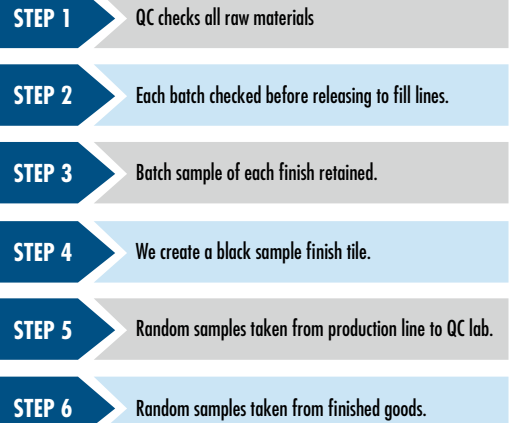 STEP 1
QC checks all raw materials
STEP 2
Each batch checked before releasing to fill lines.
STEP 3
Batch sample of each finish retained.
STEP 4
We create a black sample finish tile.
STEP 5
Random samples taken from production line to QC lab.
STEP 6
Random samples taken from finished goods.